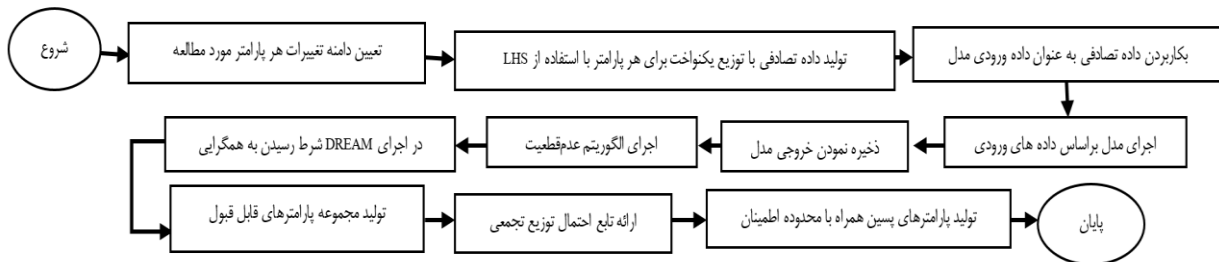 شروع
تعیین دامنه تغییرات هر پارامتر مورد مطالعه
تولید داده تصادفی با توزیع یکنواخت برای هر پارامتر با استفاده از LHS
بکاربردن داده تصادفی به عنوان داده ورودی مدل
اجرای مدل براساس داده های ورودی
ذخیره نمودن خروجی مدل
اجرای الگوریتم عدم‌قطعیت
در اجرای DREAM شرط رسیدن به همگرایی
تولید مجموعه پارامترهای قابل قبول
ارائه تابع احتمال توزیع تجمعی
تولید پارامترهای پسین همراه با محدوده اطمینان
پایان